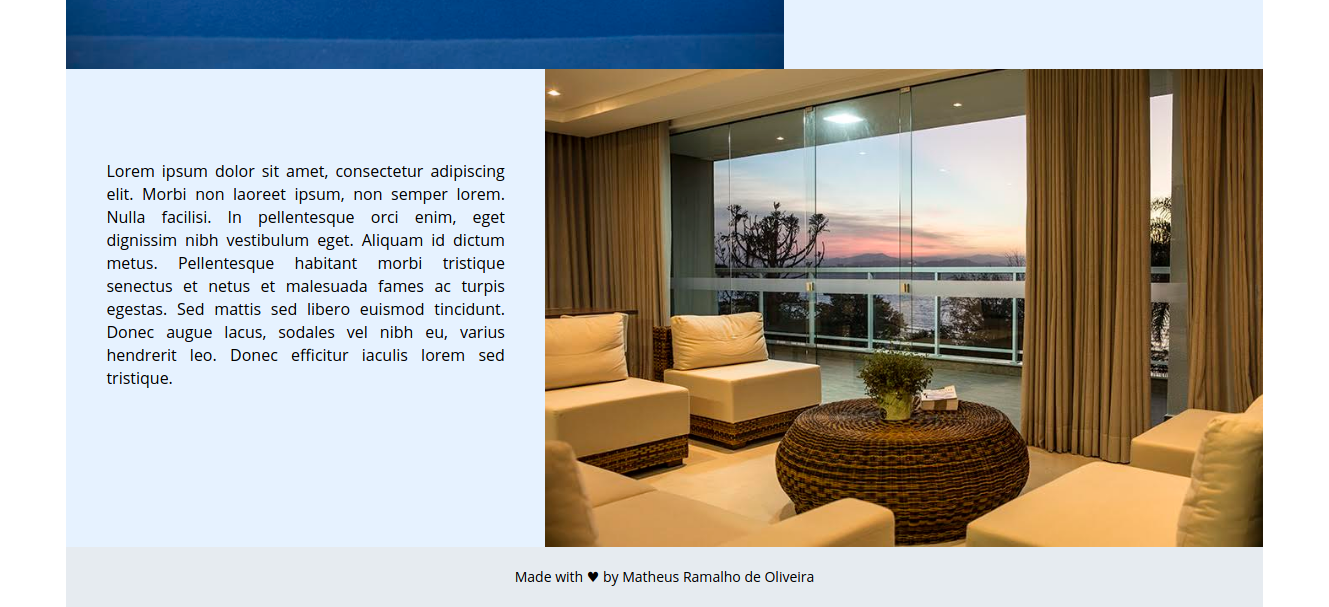 Lorem ipsum dolor sit amet, consectetur adipiscing
elit. Morbi non laoreet ipsum, non semper lorem.
Nulla facilisi. In pellentesque orci enim, eget
dignissim nibh vestibulum eget. Aliquam id dictum
metus. Pellentesque habitant morbi tristique
senectus et netus et malesuada fames ac turpis
egestas. Sed mattis sed libero euismod tincidunt.
Donec augue lacus, sodales vel nibh eu, varius
hendrerit leo. Donec efficitur iaculis lorem sed
tristique.
Made with ♥ by Matheus Ramalho de Oliveira